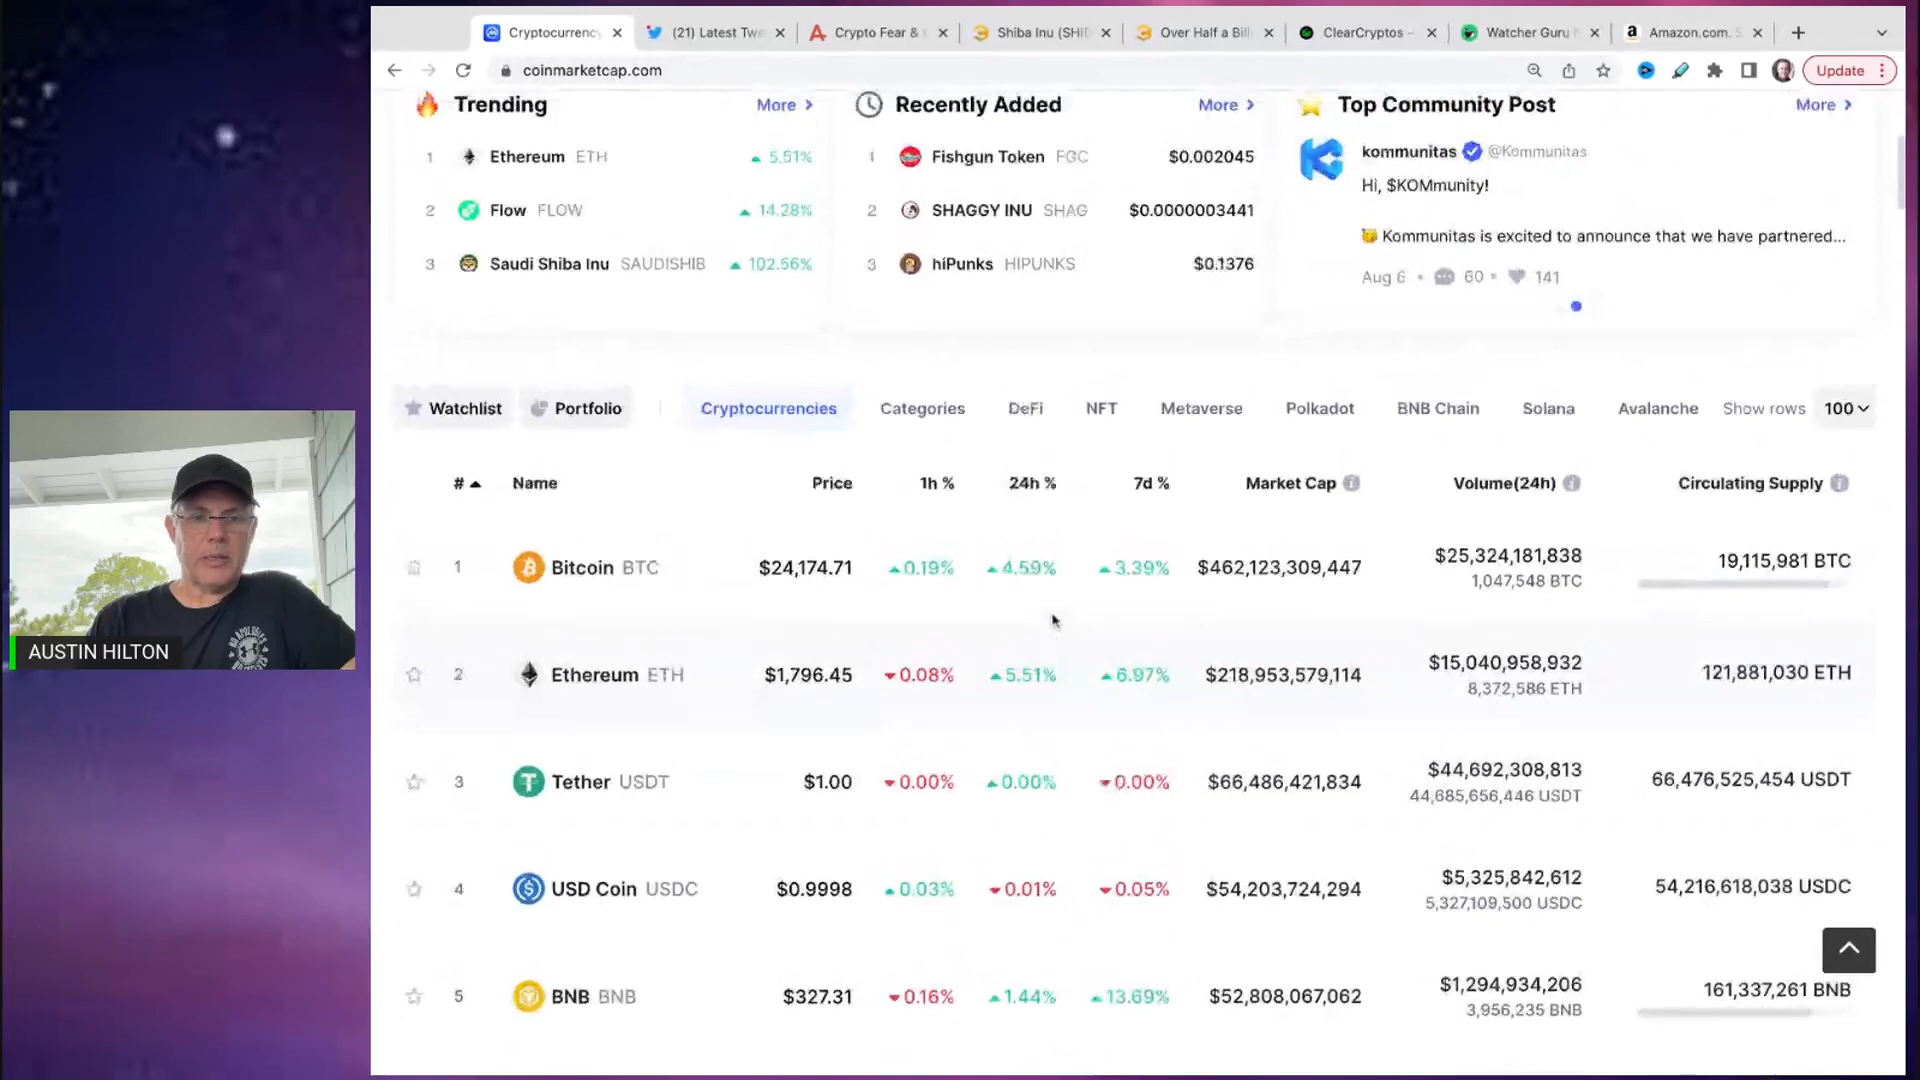 Cryptocurrency
(21) Latest Twe
Crypto Fear &
Shiba Inu (SHIB
Over Half a Bill
ClearCryptos –
Watcher Guru
Amazon.com. S
coinmarketcap.com
Update
Trending
More >
1 Ethereum ETH 5.51%
2 Flow FLOW 14.28%
3 Saudi Shiba Inu SAUDISHIB 102.56%
Recently Added
More >
1 Fishgun Token FGC $0.002045
2 SHAGGY INU SHAG $0.0000003441
3 hiPunks HIPUNKS $0.1376
Top Community Post
More >
kommunitas @Kommunitas
Hi, $KOMmunity!
Kommunitas is excited to announce that we have partnered...
Aug 6 • 60 • 141
Watchlist Portfolio Cryptocurrencies Categories DeFi NFT Metaverse Polkadot BNB Chain Solana Avalanche Show rows 100
# Name Price 1h % 24h % 7d % Market Cap Volume(24h) Circulating Supply
1 Bitcoin BTC $24,174.71 0.19% 4.59% 3.39% $462,123,309,447 $25,324,181,838 19,115,981 BTC
1,047,548 BTC
2 Ethereum ETH $1,796.45 0.08% 5.51% 6.97% $218,953,579,114 $15,040,958,932 121,881,030 ETH
8,372,586 ETH
3 Tether USDT $1.00 0.00% 0.00% 0.00% $66,486,421,834 $44,692,308,813 66,476,525,454 USDT
44,685,656,446 USDT
4 USD Coin USDC $0.9998 0.03% 0.01% 0.05% $54,203,724,294 $5,325,842,612 54,216,618,038 USDC
5,327,109,500 USDC
5 BNB BNB $327.31 0.16% 1.44% 13.69% $52,808,067,062 $1,294,934,206 161,337,261 BNB
3,956,235 BNB
AUSTIN HILTON